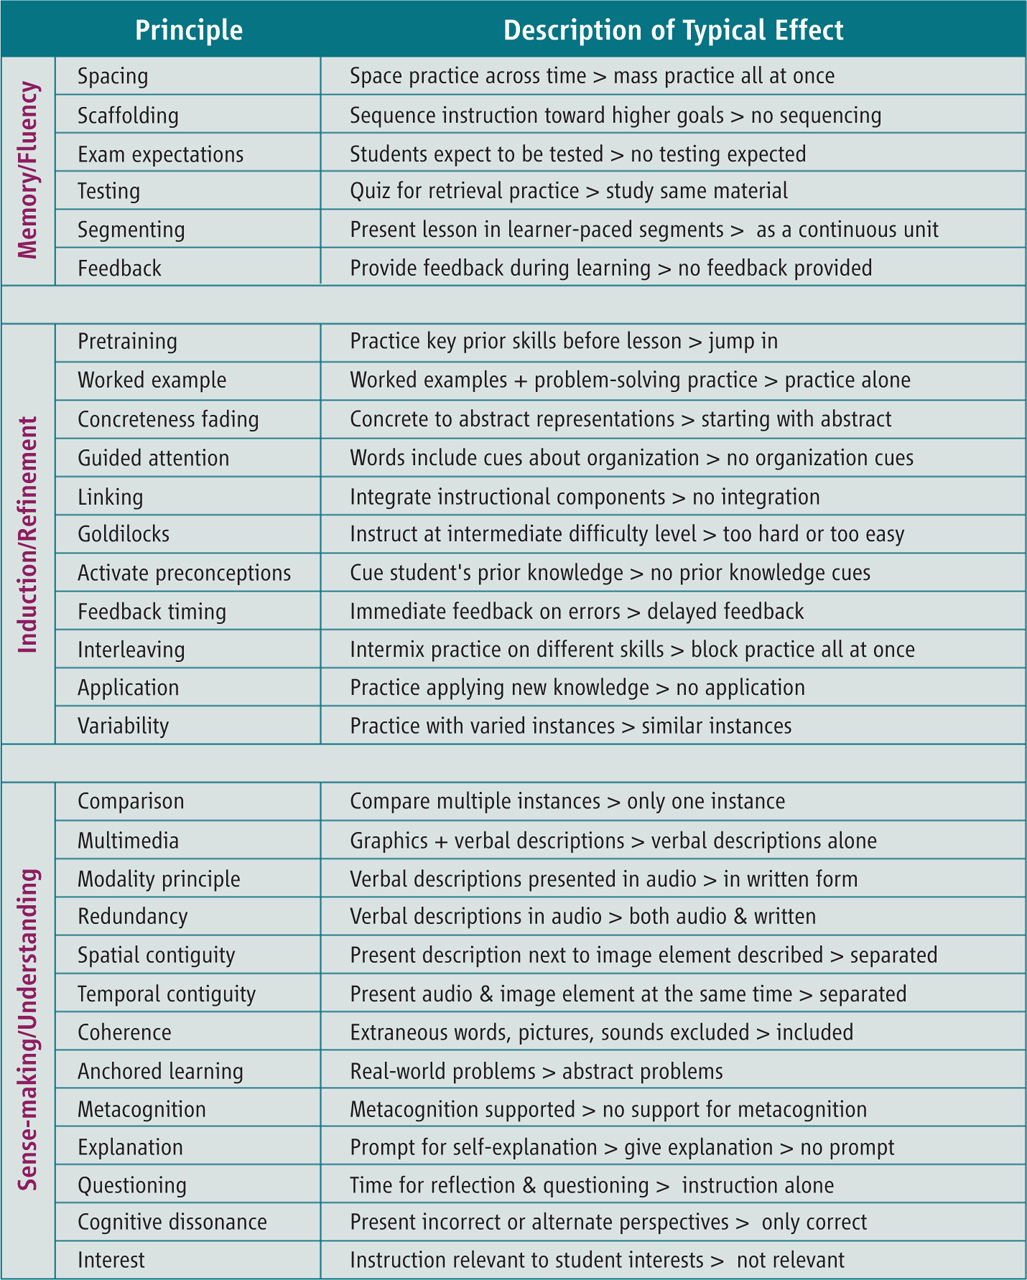 Principle Description of Typical Effect
Memory/Fluency
Spacing Space practice across time > mass practice all at once
Scaffolding Sequence instruction toward higher goals > no sequencing
Exam expectations Students expect to be tested > no testing expected
Testing Quiz for retrieval practice > study same material
Segmenting Present lesson in learner-paced segments > as a continuous unit
Feedback Provide feedback during learning > no feedback provided
Induction/Refinement
Pretraining Practice key prior skills before lesson > jump in
Worked example Worked examples + problem-solving practice > practice alone
Concreteness fading Concrete to abstract representations > starting with abstract
Guided attention Words include cues about organization > no organization cues
Linking Integrate instructional components > no integration
Goldilocks Instruct at intermediate difficulty level > too hard or too easy
Activate preconceptions Cue student's prior knowledge > no prior knowledge cues
Feedback timing Immediate feedback on errors > delayed feedback
Interleaving Intermix practice on different skills > block practice all at once
Application Practice applying new knowledge > no application
Variability Practice with varied instances > similar instances
Sense-making/Understanding
Comparison Compare multiple instances > only one instance
Multimedia Graphics + verbal descriptions > verbal descriptions alone
Modality principle Verbal descriptions presented in audio > in written form
Redundancy Verbal descriptions in audio > both audio & written
Spatial contiguity Present description next to image element described > separated
Temporal contiguity Present audio & image element at the same time > separated
Coherence Extraneous words, pictures, sounds excluded > included
Anchored learning Real-world problems > abstract problems
Metacognition Metacognition supported > no support for metacognition
Explanation Prompt for self-explanation > give explanation > no prompt
Questioning Time for reflection & questioning > instruction alone
Cognitive dissonance Present incorrect or alternate perspectives > only correct
Interest Instruction relevant to student interests > not relevant